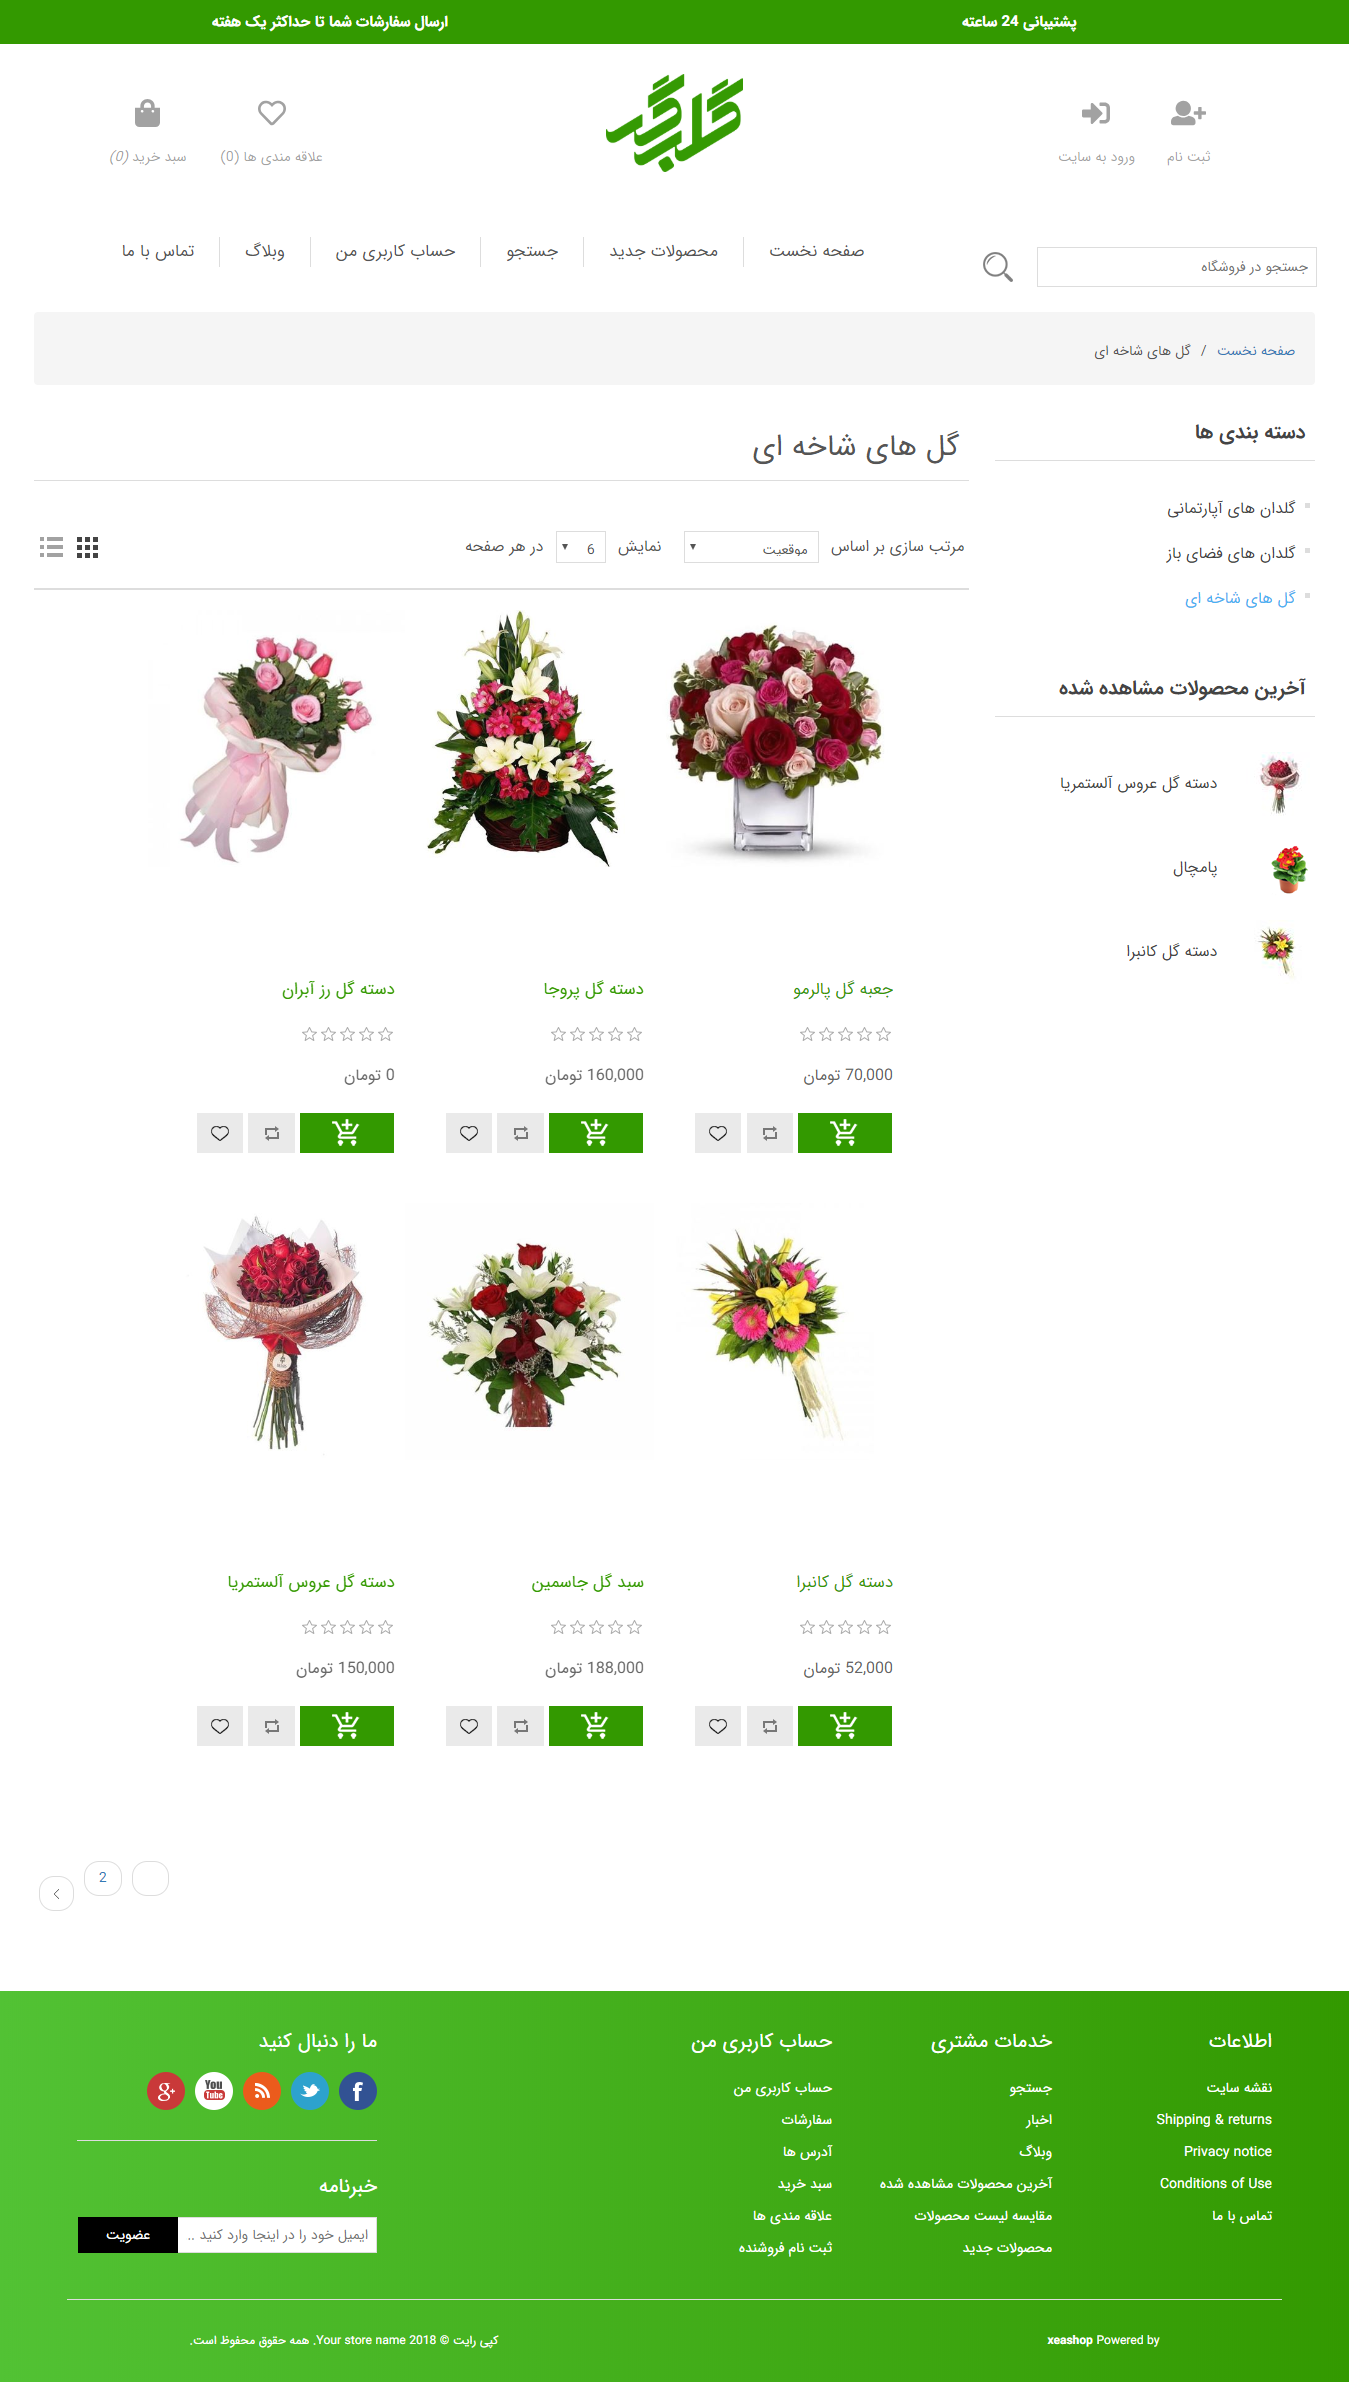 پشتیبانی 24 ساعته
ارسال سفارشات شما تا حداکثر یک هفته
ثبت نام
ورود به سایت
گلبرگ
علاقه مندی ها (0)
سبد خرید (0)
جستجو در فروشگاه
صفحه نخست
محصولات جدید
جستجو
حساب کاربری من
وبلاگ
تماس با ما
صفحه نخست / گل های شاخه ای
دسته بندی ها
گلدان های آپارتمانی
گلدان های فضای باز
گل های شاخه ای
آخرین محصولات مشاهده شده
دسته گل عروس آلستمریا
پامچال
دسته گل کانبرا
گل های شاخه ای
مرتب سازی بر اساس موقعیت نمایش 6 در هر صفحه
جعبه گل پالرمو
70,000 تومان
دسته گل پروجا
160,000 تومان
دسته گل رز آبران
0 تومان
دسته گل کانبرا
52,000 تومان
سبد گل جاسمین
188,000 تومان
دسته گل عروس آلستمریا
150,000 تومان
2
اطلاعات
نقشه سایت
Shipping & returns
Privacy notice
Conditions of Use
تماس با ما
خدمات مشتری
جستجو
اخبار
وبلاگ
آخرین محصولات مشاهده شده
مقایسه لیست محصولات
محصولات جدید
حساب کاربری من
حساب کاربری من
سفارشات
آدرس ها
سبد خرید
علاقه مندی ها
ثبت نام فروشنده
ما را دنبال کنید
You Tube
خبرنامه
ایمیل خود را در اینجا وارد کنید ..
عضویت
xeashop Powered by
کپی رایت © 2018 Your store name. همه حقوق محفوظ است.